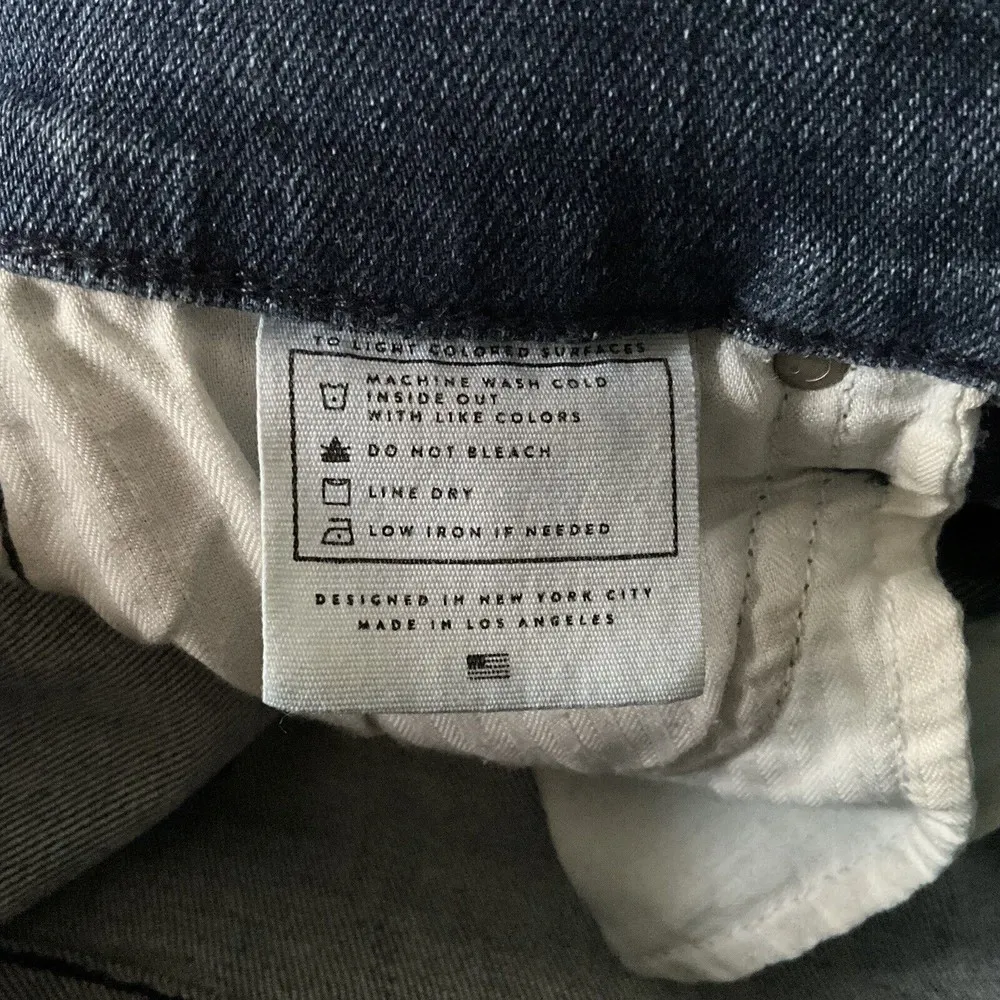 TO LIGHT COLORED SURFACES
MACHINE WASH COLD
INSIDE OUT
WITH LIKE COLORS
DO NOT BLEACH
LINE DRY
LOW IRON IF NEEDED
DESIGNED IN NEW YORK CITY
MADE IN LOS ANGELES